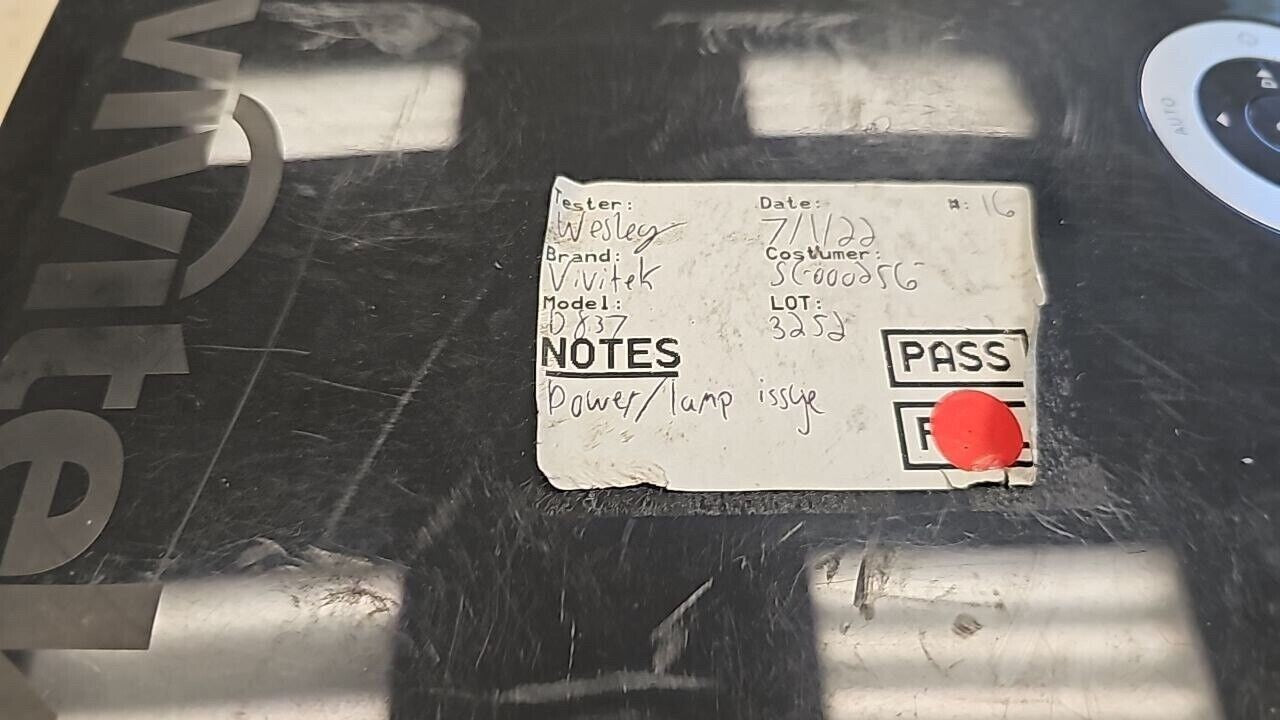 Vivitek
AUTO
Tester: Date: #: 16
Wesley 7/1/22
Brand: Costumer:
Vivitek SC-000256
Model: LOT:
D837 3252
NOTES
PASS
Power/lamp issue
F